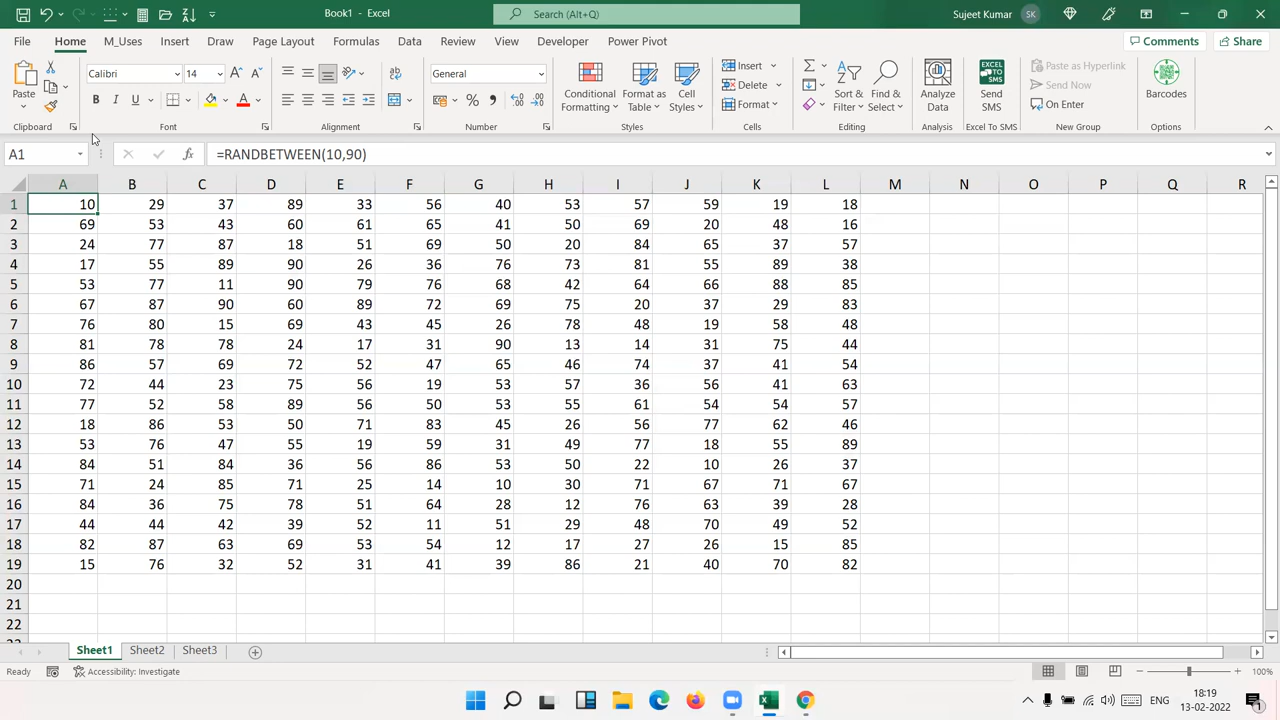 Book1 - Excel
Search (Alt+Q)
Sujeet Kumar
SK
File Home M_Uses Insert Draw Page Layout Formulas Data Review View Developer Power Pivot
Comments Share
Paste
Clipboard
Calibri 14
B I U
Font
Alignment
General
Number
Conditional Formatting
Format as Table
Cell Styles
Styles
Insert
Delete
Format
Cells
Sort & Filter
Find & Select
Editing
Analyze Data
Analysis
Send SMS
Excel To SMS
Paste as Hyperlink
Send Now
On Enter
New Group
Barcodes
Options
A1 =RANDBETWEEN(10,90)
A B C D E F G H I J K L M N O P Q R
1 10 29 37 89 33 56 40 53 57 59 19 18
2 69 53 43 60 61 65 41 50 69 20 48 16
3 24 77 87 18 51 69 50 20 84 65 37 57
4 17 55 89 90 26 36 76 73 81 55 89 38
5 53 77 11 90 79 76 68 42 64 66 88 85
6 67 87 90 60 89 72 69 75 20 37 29 83
7 76 80 15 69 43 45 26 78 48 19 58 48
8 81 78 78 24 17 31 90 13 14 31 75 44
9 86 57 69 72 52 47 65 46 74 37 41 54
10 72 44 23 75 56 19 53 57 36 56 41 63
11 77 52 58 89 56 50 53 55 61 54 54 57
12 18 86 53 50 71 83 45 26 56 77 62 46
13 53 76 47 55 19 59 31 49 77 18 55 89
14 84 51 84 36 56 86 53 50 22 10 26 37
15 71 24 85 71 25 14 10 30 71 67 71 67
16 84 36 75 78 51 64 28 12 76 63 39 28
17 44 44 42 39 52 11 51 29 48 70 49 52
18 82 87 63 69 53 54 12 17 27 26 15 85
19 15 76 32 52 31 41 39 86 21 40 70 82
20
21
22
Sheet1 Sheet2 Sheet3
Ready Accessibility: Investigate 100%
ENG
18:19
13-02-2022